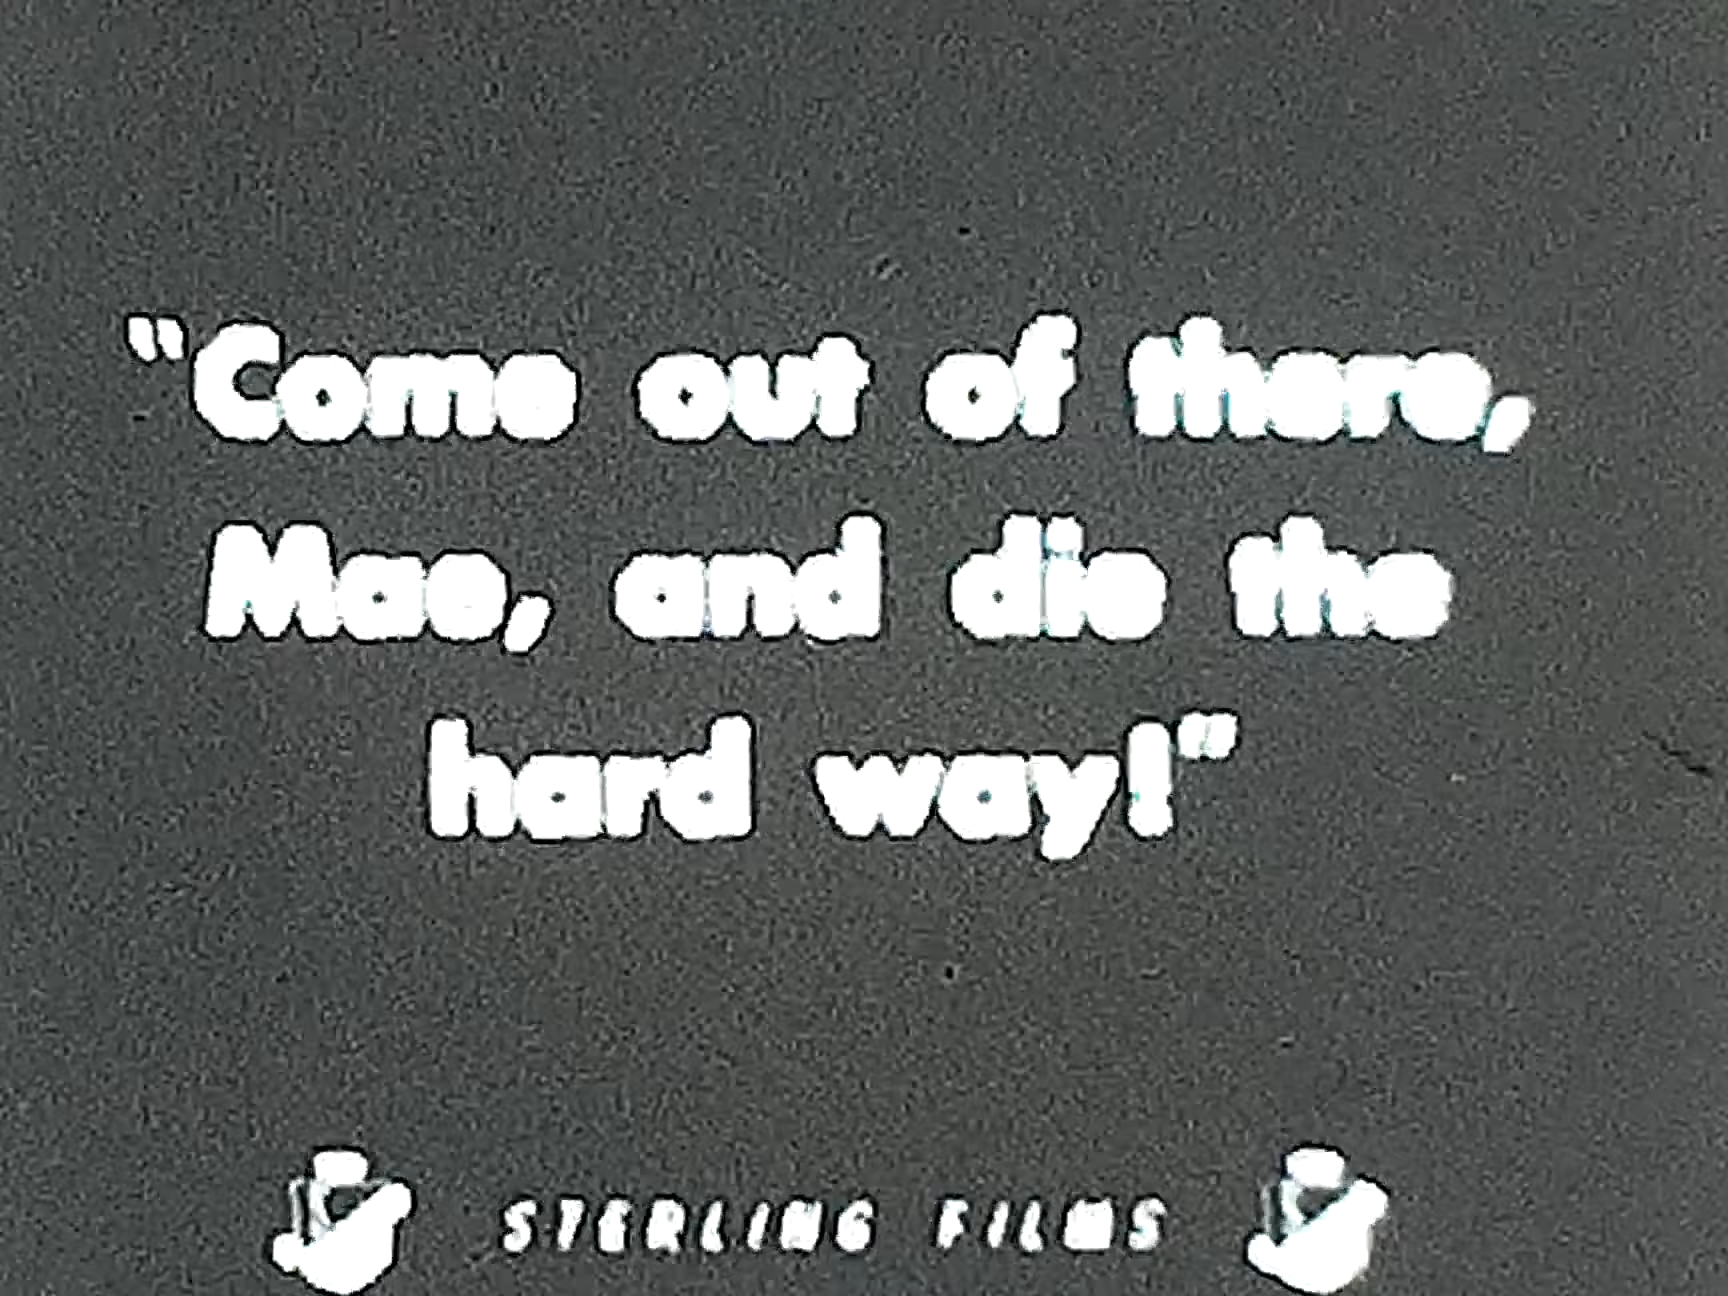 "Come out of there,
Mae, and die the
hard way!"
STERLING FILMS